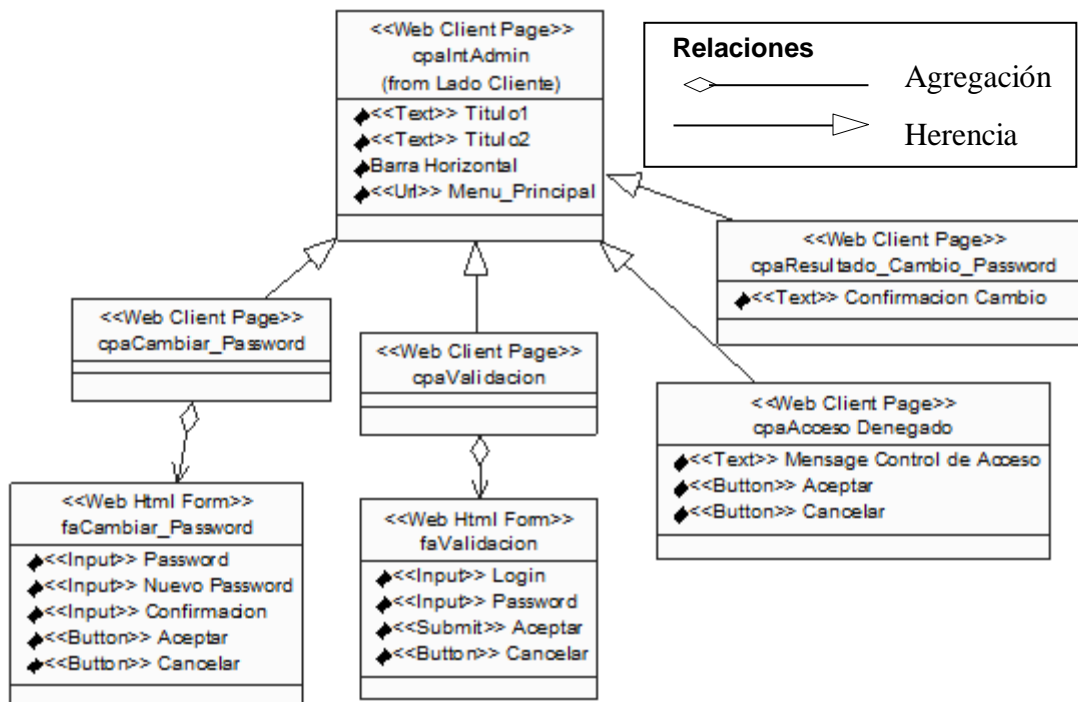 <<Web Client Page>>
cpaIntAdmin
(from Lado Cliente)
<<Text>> Titulo1
<<Text>> Titulo2
Barra Horizontal
<<Url>> Menu_Principal
Relaciones
Agregación
Herencia
<<Web Client Page>>
cpaResultado_Cambio_Password
<<Text>> Confirmacion Cambio
<<Web Client Page>>
cpaCambiar_Password
<<Web Client Page>>
cpaValidacion
<<Web Client Page>>
cpaAcceso Denegado
<<Text>> Mensage Control de Acceso
<<Button>> Aceptar
<<Button>> Cancelar
<<Web Html Form>>
faCambiar_Password
<<Input>> Password
<<Input>> Nuevo Password
<<Input>> Confirmacion
<<Button>> Aceptar
<<Button>> Cancelar
<<Web Html Form>>
faValidacion
<<Input>> Login
<<Input>> Password
<<Submit>> Aceptar
<<Button>> Cancelar